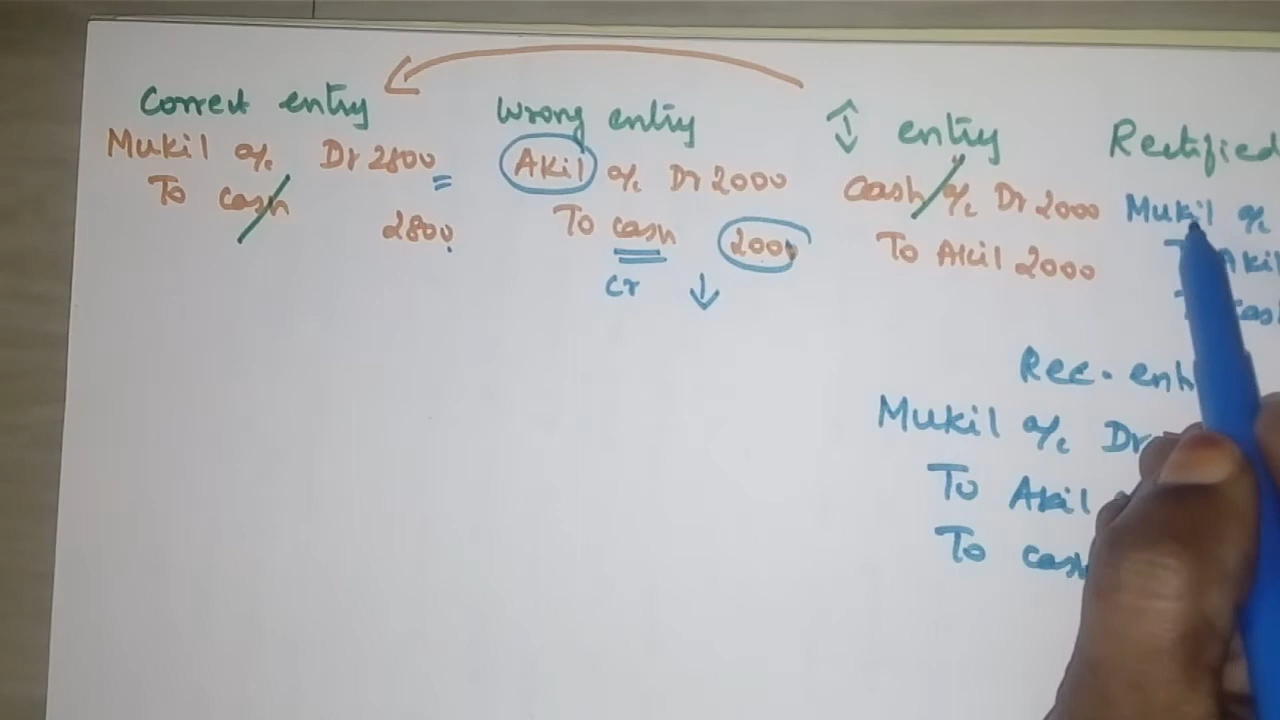 Correct entry
Mukil a/c Dr 2800
To cash 2800
Wrong entry
Akil a/c Dr 2000
To cash 2000
Cr
entry
Cash a/c Dr 2000
To Akil 2000
Rectified
Mukil a/c
Akil
Rec. ent
Mukil a/c Dr
To Akil
To cash